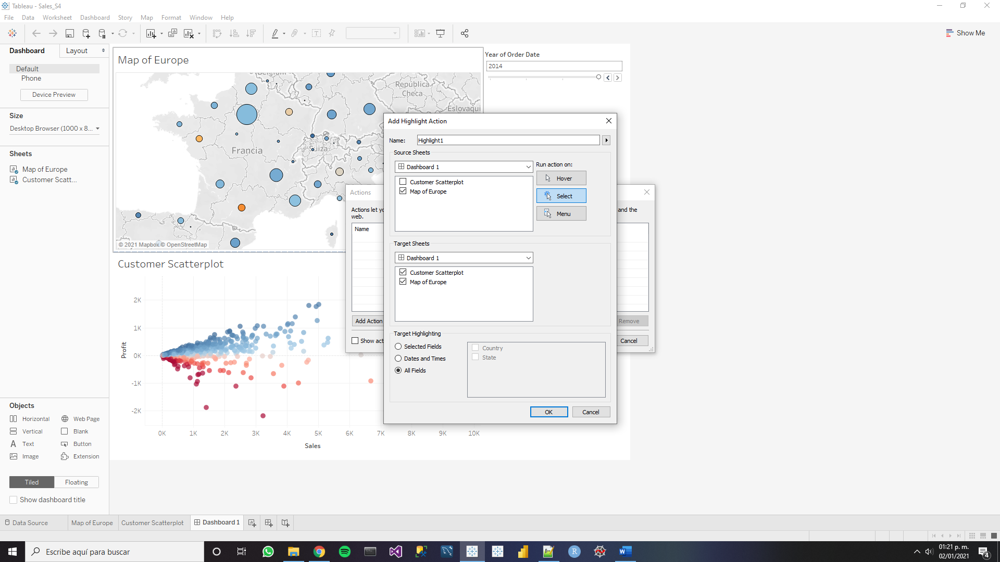 Tableau - Sales_S4
File Data Worksheet Dashboard Story Map Format Window Help
Show Me
Dashboard Layout
Default
Phone
Device Preview
Size
Desktop Browser (1000 x 8...
Sheets
Map of Europe
Customer Scatt...
Objects
Horizontal Web Page
Vertical Blank
Text Button
Image Extension
Tiled Floating
Show dashboard title
Map of Europe
República
Checa
Eslovaqui
Francia
Suiza
© 2021 Mapbox © OpenStreetMap
Year of Order Date
2014
Customer Scatterplot
Profit
2K
1K
0K
-1K
-2K
0K 1K 2K 3K 4K 5K 6K 7K 8K 9K 10K
Sales
Actions
Actions let yo
and the
web.
Name
Add Action
Remove
Show act
Cancel
Add Highlight Action
Name: Highlight1
Source Sheets
Dashboard 1
Customer Scatterplot
Map of Europe
Run action on:
Hover
Select
Menu
Target Sheets
Dashboard 1
Customer Scatterplot
Map of Europe
Target Highlighting
Selected Fields
Dates and Times
All Fields
Country
State
OK Cancel
Data Source Map of Europe Customer Scatterplot Dashboard 1
Escribe aquí para buscar
01:21 p. m.
02/01/2021
4